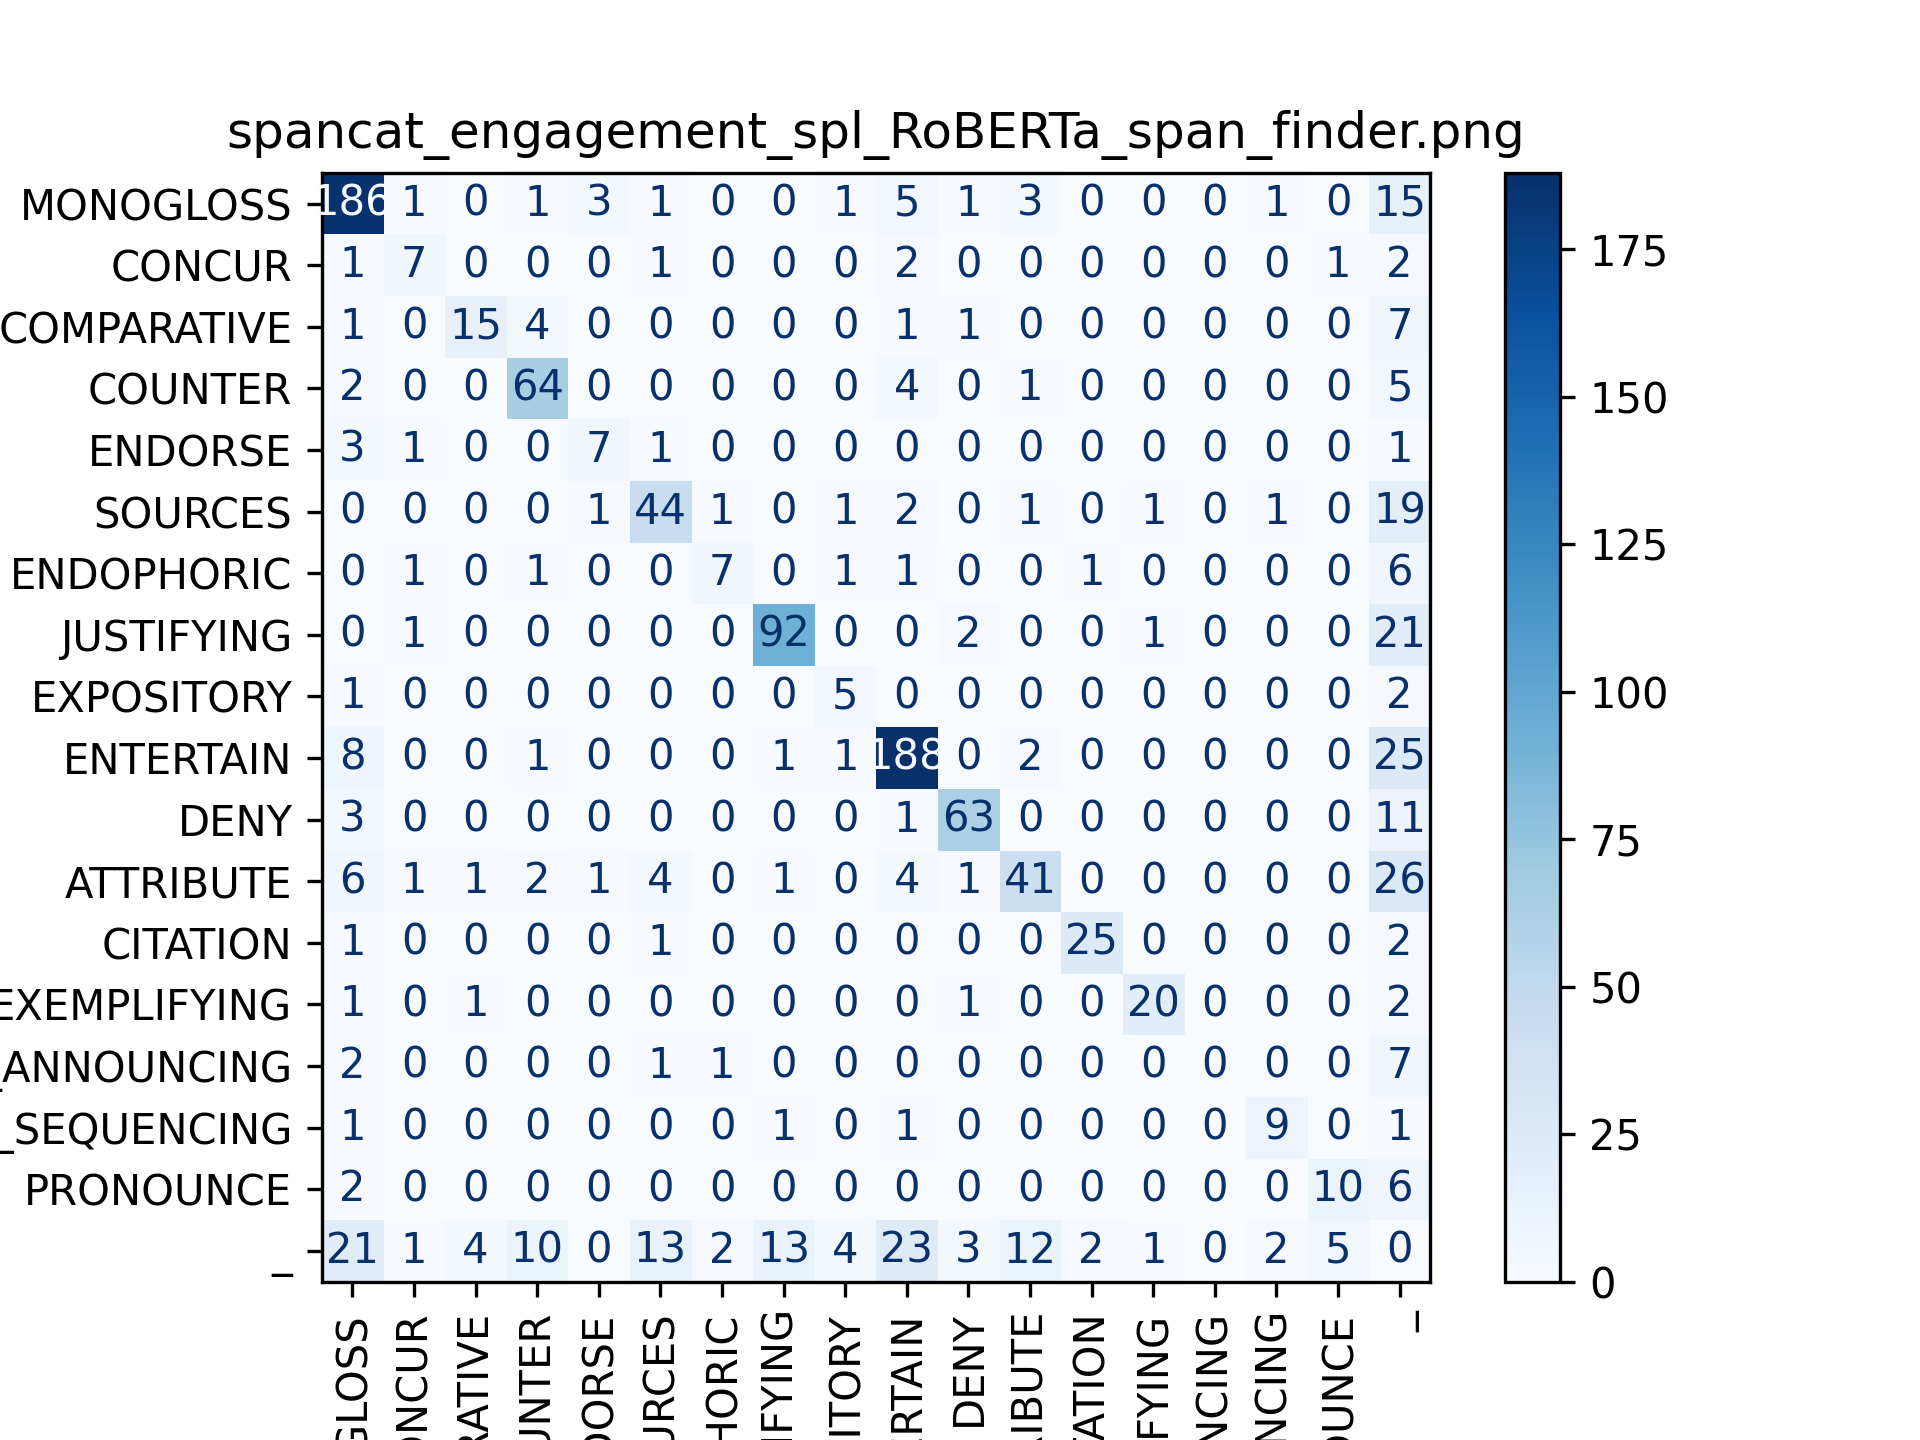 spancat_engagement_spl_RoBERTa_span_finder.png
MONOGLOSS 186 1 0 1 3 1 0 0 1 5 1 3 0 0 0 1 0 15
CONCUR 1 7 0 0 0 1 0 0 0 2 0 0 0 0 0 0 1 2
COMPARATIVE 1 0 15 4 0 0 0 0 0 1 1 0 0 0 0 0 0 7
COUNTER 2 0 0 64 0 0 0 0 0 4 0 1 0 0 0 0 0 5
ENDORSE 3 1 0 0 7 1 0 0 0 0 0 0 0 0 0 0 0 1
SOURCES 0 0 0 0 1 44 1 0 1 2 0 1 0 1 0 1 0 19
ENDOPHORIC 0 1 0 1 0 0 7 0 1 1 0 0 1 0 0 0 0 6
JUSTIFYING 0 1 0 0 0 0 0 92 0 0 2 0 0 1 0 0 0 21
EXPOSITORY 1 0 0 0 0 0 0 0 5 0 0 0 0 0 0 0 0 2
ENTERTAIN 8 0 0 1 0 0 0 1 1 188 0 2 0 0 0 0 0 25
DENY 3 0 0 0 0 0 0 0 0 1 63 0 0 0 0 0 0 11
ATTRIBUTE 6 1 1 2 1 4 0 1 0 4 1 41 0 0 0 0 0 26
CITATION 1 0 0 0 0 1 0 0 0 0 0 0 25 0 0 0 0 2
EXEMPLIFYING 1 0 1 0 0 0 0 0 0 0 1 0 0 20 0 0 0 2
_ANNOUNCING 2 0 0 0 0 1 1 0 0 0 0 0 0 0 0 0 0 7
_SEQUENCING 1 0 0 0 0 0 0 1 0 1 0 0 0 0 0 9 0 1
PRONOUNCE 2 0 0 0 0 0 0 0 0 0 0 0 0 0 0 0 10 6
_ 21 1 4 10 0 13 2 13 4 23 3 12 2 1 0 2 5 0
GLOSS ONCUR RATIVE UNTER DORSE URCES HORIC FYING ITORY RTAIN DENY IBUTE TATION FYING NCING NCING OUNCE _
175
150
125
100
75
50
25
0